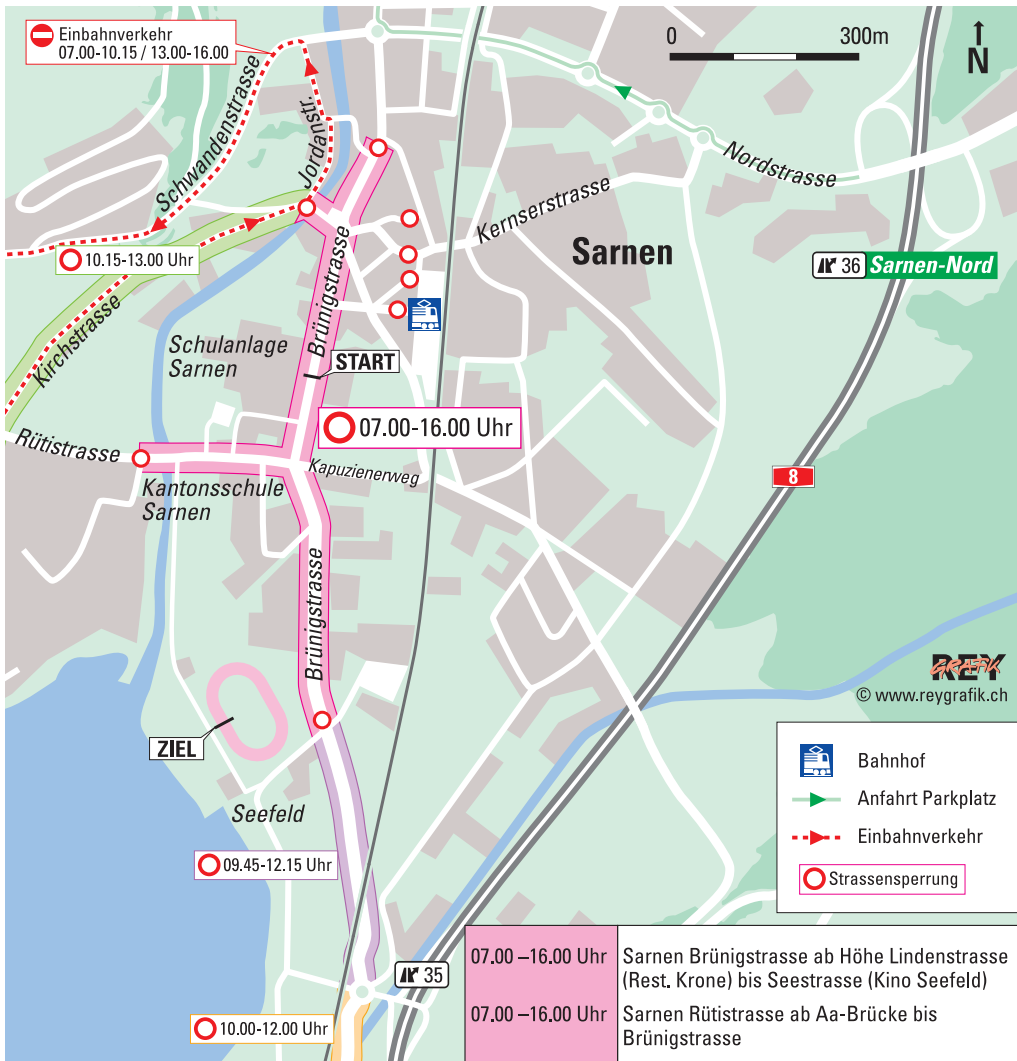 Einbahnverkehr
07.00-10.15 / 13.00-16.00
0 300m
N
Schwandenstrasse
Jordanstr.
Nordstrasse
Kernserstrasse
Sarnen
10.15-13.00 Uhr
36 Sarnen-Nord
Brünigstrasse
Kirchstrasse
Schulanlage
Sarnen
START
07.00-16.00 Uhr
Rütistrasse
Kapuzienerweg
8
Kantonsschule
Sarnen
Brünigstrasse
REY
GRAFIK
© www.reygrafik.ch
ZIEL
Seefeld
Bahnhof
Anfahrt Parkplatz
Einbahnverkehr
Strassensperrung
09.45-12.15 Uhr
35
10.00-12.00 Uhr
07.00 –16.00 Uhr Sarnen Brünigstrasse ab Höhe Lindenstrasse
(Rest. Krone) bis Seestrasse (Kino Seefeld)
07.00 –16.00 Uhr Sarnen Rütistrasse ab Aa-Brücke bis
Brünigstrasse